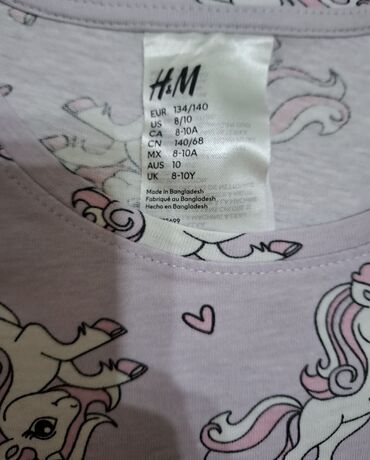 H&M
EUR 134/140
US 8/10
CA 8-10A
CN 140/68
MX 8-10A
AUS 10
UK 8-10Y
Made in Bangladesh
Fabriqué au Bangladesh
Hecho en Bangladesh